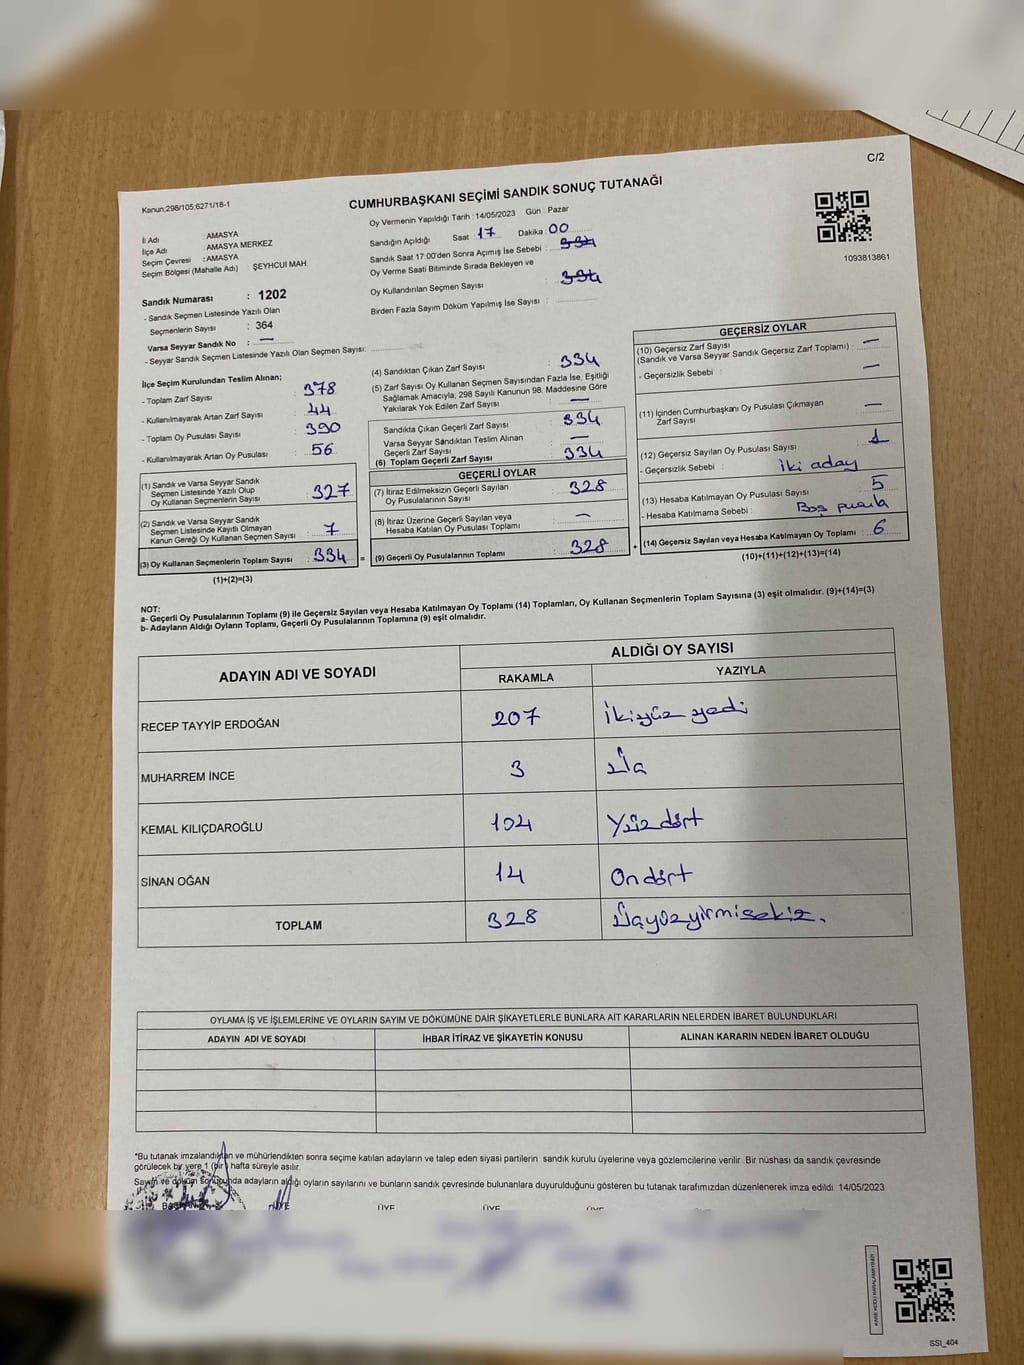 C/2
Kanun;298/105;6271/18-1
CUMHURBAŞKANI SEÇİMİ SANDIK SONUÇ TUTANAĞI
Oy Vermenin Yapıldığı Tarih : 14/05/2023 Gün : Pazar
İl Adı : AMASYA
İlçe Adı : AMASYA MERKEZ
Seçim Çevresi : AMASYA
Seçim Bölgesi (Mahalle Adı) ŞEYHCUİ MAH.
Sandığın Açıldığı Saat 17 Dakika : 00
Sandık Saat 17:00'den Sonra Açımış İse Sebebi : 334
Oy Verme Saati Bitiminde Sırada Bekleyen ve
Oy Kullandırılan Seçmen Sayısı : 334
Birden Fazla Sayım Döküm Yapılmış İse Sayısı :
1093813861
Sandık Numarası : 1202
- Sandık Seçmen Listesinde Yazılı Olan
Seçmenlerin Sayısı : 364
Varsa Seyyar Sandık No : —
- Seyyar Sandık Seçmen Listesinde Yazılı Olan Seçmen Sayısı:
İlçe Seçim Kurulundan Teslim Alınan;
- Toplam Zarf Sayısı : 378
- Kullanılmayarak Artan Zarf Sayısı : 44
- Toplam Oy Pusulası Sayısı : 390
- Kullanılmayarak Artan Oy Pusulası : 56
(1) Sandık ve Varsa Seyyar Sandık
Seçmen Listesinde Yazılı Olup
Oy Kullanan Seçmenlerin Sayısı : 327
(2) Sandık ve Varsa Seyyar Sandık
Seçmen Listesinde Kayıtlı Olmayan
Kanun Gereği Oy Kullanan Seçmen Sayısı : 7
(3) Oy Kullanan Seçmenlerin Toplam Sayısı : 334
(1)+(2)=(3)
(4) Sandıktan Çıkan Zarf Sayısı : 334
(5) Zarf Sayısı Oy Kullanan Seçmen Sayısından Fazla İse, Eşitliği
Sağlamak Amacıyla, 298 Sayılı Kanunun 98. Maddesine Göre
Yakılarak Yok Edilen Zarf Sayısı : —
Sandıkta Çıkan Geçerli Zarf Sayısı : 334
Varsa Seyyar Sandıktan Teslim Alınan
Geçerli Zarf Sayısı : —
(6) Toplam Geçerli Zarf Sayısı : 334
GEÇERLİ OYLAR
(7) İtiraz Edilmeksizin Geçerli Sayılan
Oy Pusulalarının Sayısı : 328
(8) İtiraz Üzerine Geçerli Sayılan veya
Hesaba Katılan Oy Pusulası Toplamı : —
= (9) Geçerli Oy Pusulalarının Toplamı : 328
GEÇERSİZ OYLAR
(10) Geçersiz Zarf Sayısı
(Sandık ve Varsa Seyyar Sandık Geçersiz Zarf Toplamı) : —
- Geçersizlik Sebebi : —
(11) İçinden Cumhurbaşkanı Oy Pusulası Çıkmayan
Zarf Sayısı : —
(12) Geçersiz Sayılan Oy Pusulası Sayısı : 1
- Geçersizlik Sebebi : İki aday
(13) Hesaba Katılmayan Oy Pusulası Sayısı : 5
- Hesaba Katılmama Sebebi : Boş pusula
+ (14) Geçersiz Sayılan veya Hesaba Katılmayan Oy Toplamı : 6
(10)+(11)+(12)+(13)=(14)
NOT:
a- Geçerli Oy Pusulalarının Toplamı (9) ile Geçersiz Sayılan veya Hesaba Katılmayan Oy Toplamı (14) Toplamları, Oy Kullanan Seçmenlerin Toplam Sayısına (3) eşit olmalıdır. (9)+(14)=(3)
b- Adayların Aldığı Oyların Toplamı, Geçerli Oy Pusulalarının Toplamına (9) eşit olmalıdır.
ADAYIN ADI VE SOYADI ALDIĞI OY SAYISI
RAKAMLA YAZIYLA
RECEP TAYYİP ERDOĞAN 207 İkiyüz yedi
MUHARREM İNCE 3 Üç
KEMAL KILIÇDAROĞLU 104 Yüzdört
SİNAN OĞAN 14 Ondört
TOPLAM 328 Üçyüzyirmisekiz.
OYLAMA İŞ VE İŞLEMLERİNE VE OYLARIN SAYIM VE DÖKÜMÜNE DAİR ŞİKAYETLERLE BUNLARA AİT KARARLARIN NELERDEN İBARET BULUNDUKLARI
ADAYIN ADI VE SOYADI İHBAR İTİRAZ VE ŞİKAYETİN KONUSU ALINAN KARARIN NEDEN İBARET OLDUĞU
*Bu tutanak imzalandıktan ve mühürlendikten sonra seçime katılan adayların ve talep eden siyasi partilerin sandık kurulu üyelerine veya gözlemcilerine verilir .Bir nüshası da sandık çevresinde
görülecek bir yere 1 (bir) hafta süreyle asılır.
Sayım ve döküm sonucunda adayların aldığı oyların sayılarını ve bunların sandık çevresinde bulunanlara duyurulduğunu gösteren bu tutanak tarafımızdan düzenlenerek imza edildi. 14/05/2023
BAŞKAN ÜYE ÜYE ÜYE ÜYE
SSI_404